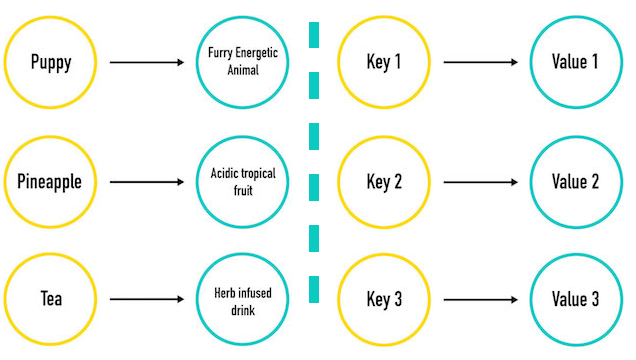 Puppy
Furry Energetic
Animal
Key 1
Value 1
Pineapple
Acidic tropical
fruit
Key 2
Value 2
Tea
Herb infused
drink
Key 3
Value 3